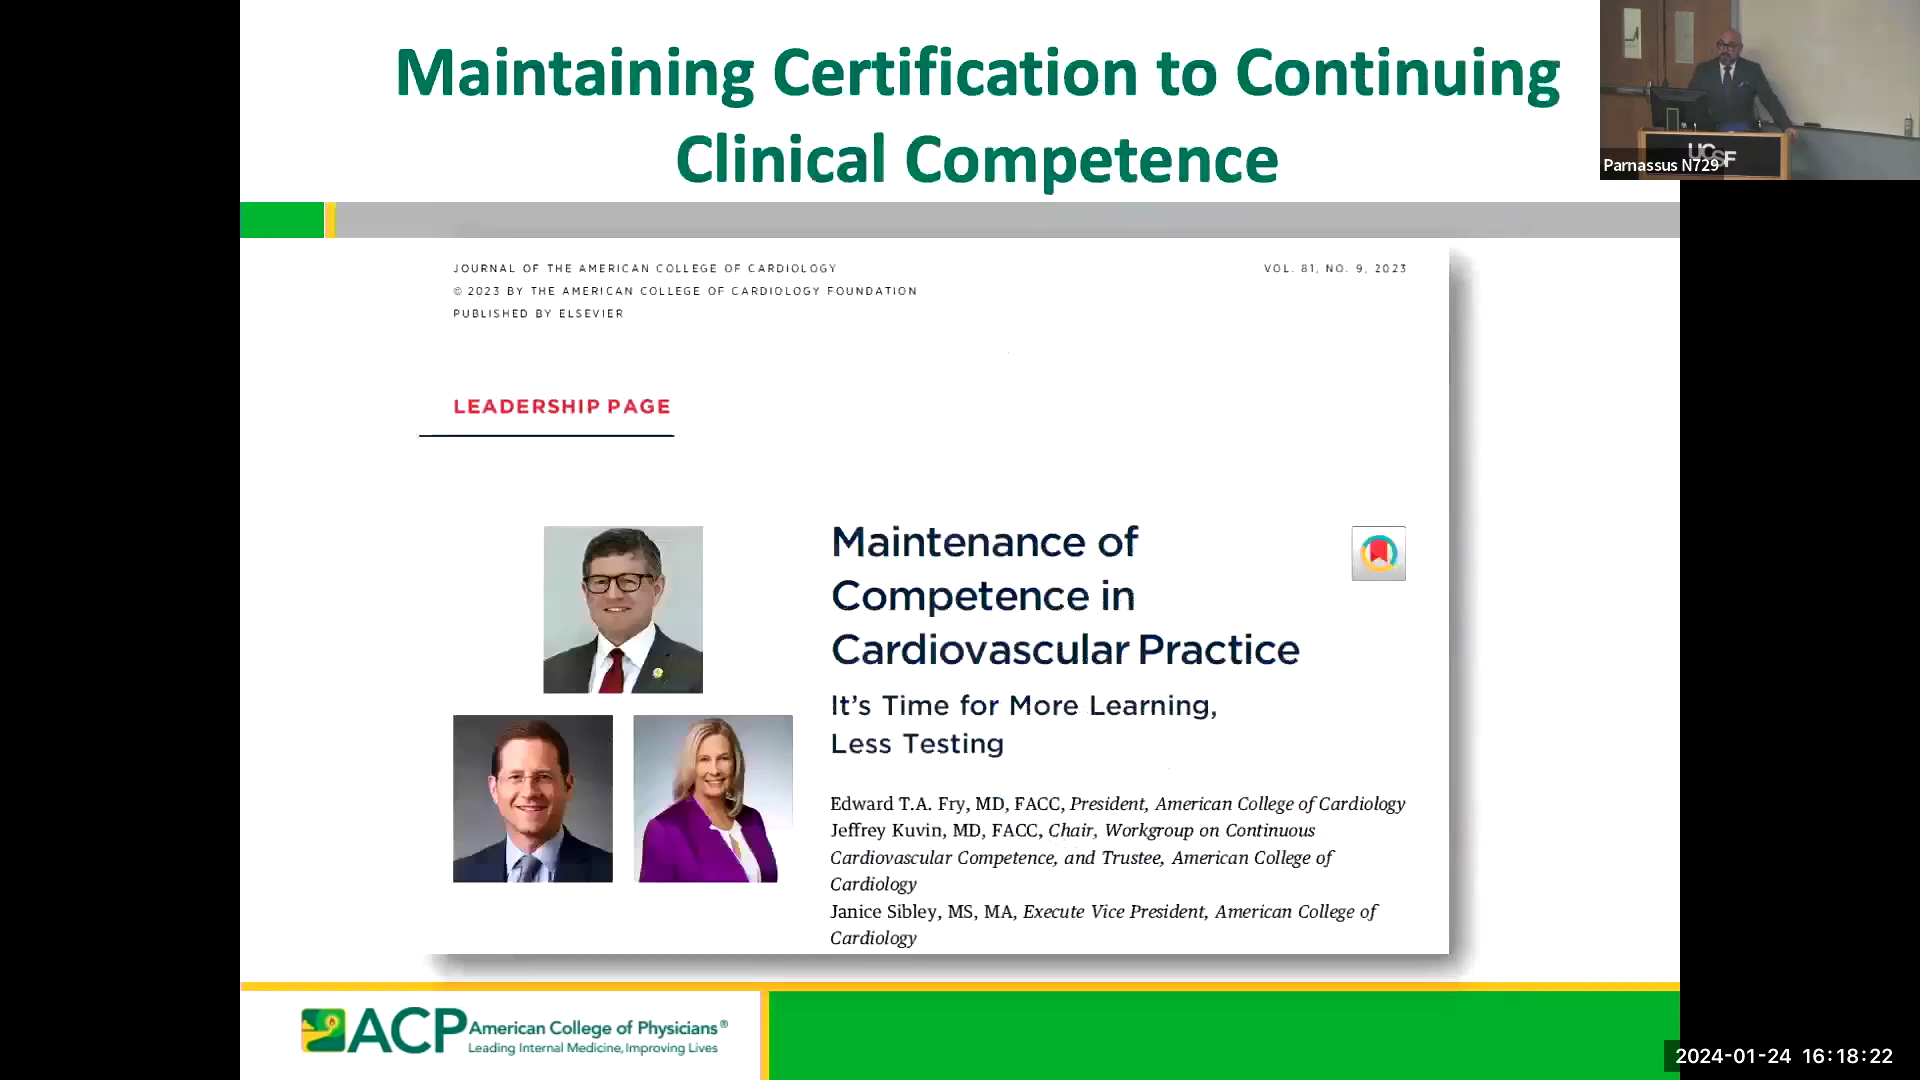 Maintaining Certification to Continuing
Clinical Competence
UCSF
Parnassus N729
JOURNAL OF THE AMERICAN COLLEGE OF CARDIOLOGY
VOL. 81, NO. 9, 2023
© 2023 BY THE AMERICAN COLLEGE OF CARDIOLOGY FOUNDATION
PUBLISHED BY ELSEVIER
LEADERSHIP PAGE
Maintenance of
Competence in
Cardiovascular Practice
It’s Time for More Learning,
Less Testing
Edward T.A. Fry, MD, FACC, President, American College of Cardiology
Jeffrey Kuvin, MD, FACC, Chair, Workgroup on Continuous
Cardiovascular Competence, and Trustee, American College of
Cardiology
Janice Sibley, MS, MA, Execute Vice President, American College of
Cardiology
ACP American College of Physicians®
Leading Internal Medicine, Improving Lives
2024-01-24 16:18:22